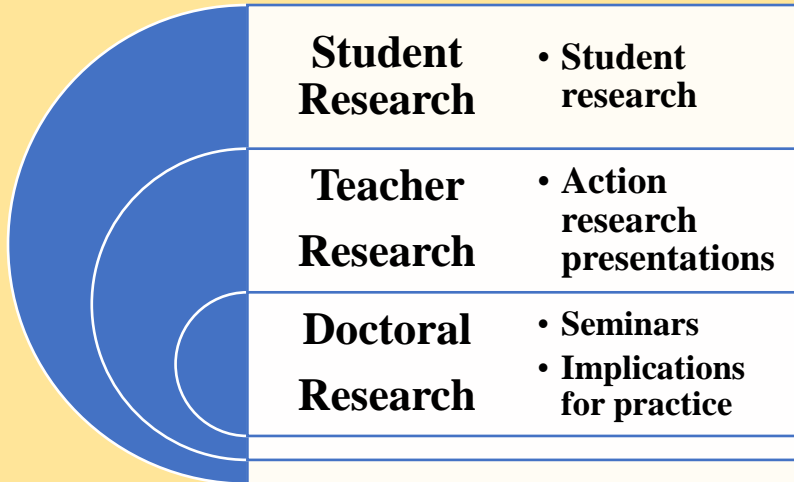 Student
Research
• Student
research
Teacher
Research
• Action
research
presentations
Doctoral
Research
• Seminars
• Implications
for practice